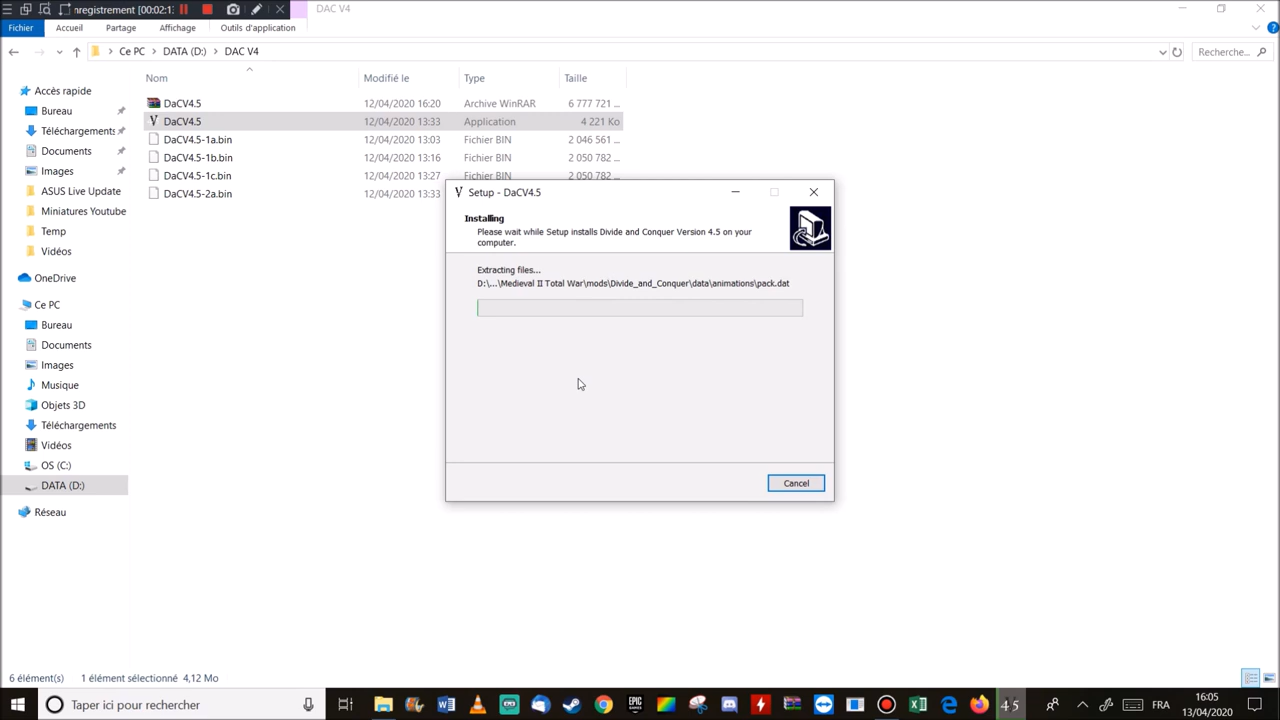 nregistrement [00:02:1
DAC V4
Fichier
Accueil
Partage
Affichage
Outils d'application
Ce PC
DATA (D:)
DAC V4
Recherche...
Nom
Modifié le
Type
Taille
DaCV4.5
12/04/2020 16:20
Archive WinRAR
6 777 721 ...
DaCV4.5
12/04/2020 13:33
Application
4 221 Ko
DaCV4.5-1a.bin
12/04/2020 13:03
Fichier BIN
2 046 561 ...
DaCV4.5-1b.bin
12/04/2020 13:16
Fichier BIN
2 050 782 ...
DaCV4.5-1c.bin
12/04/2020 13:27
Fichier BIN
2 050 782 ...
DaCV4.5-2a.bin
12/04/2020 13:33
Accès rapide
Bureau
Téléchargements
Documents
Images
ASUS Live Update
Miniatures Youtube
Temp
Vidéos
OneDrive
Ce PC
Bureau
Documents
Images
Musique
Objets 3D
Téléchargements
Vidéos
OS (C:)
DATA (D:)
Réseau
Setup - DaCV4.5
Installing
Please wait while Setup installs Divide and Conquer Version 4.5 on your
computer.
Extracting files...
D:\...\Medieval II Total War\mods\Divide_and_Conquer\data\animations\pack.dat
Cancel
6 élément(s)
1 élément sélectionné 4,12 Mo
Taper ici pour rechercher
EPIC
GAMES
4 5
FRA
16:05
13/04/2020